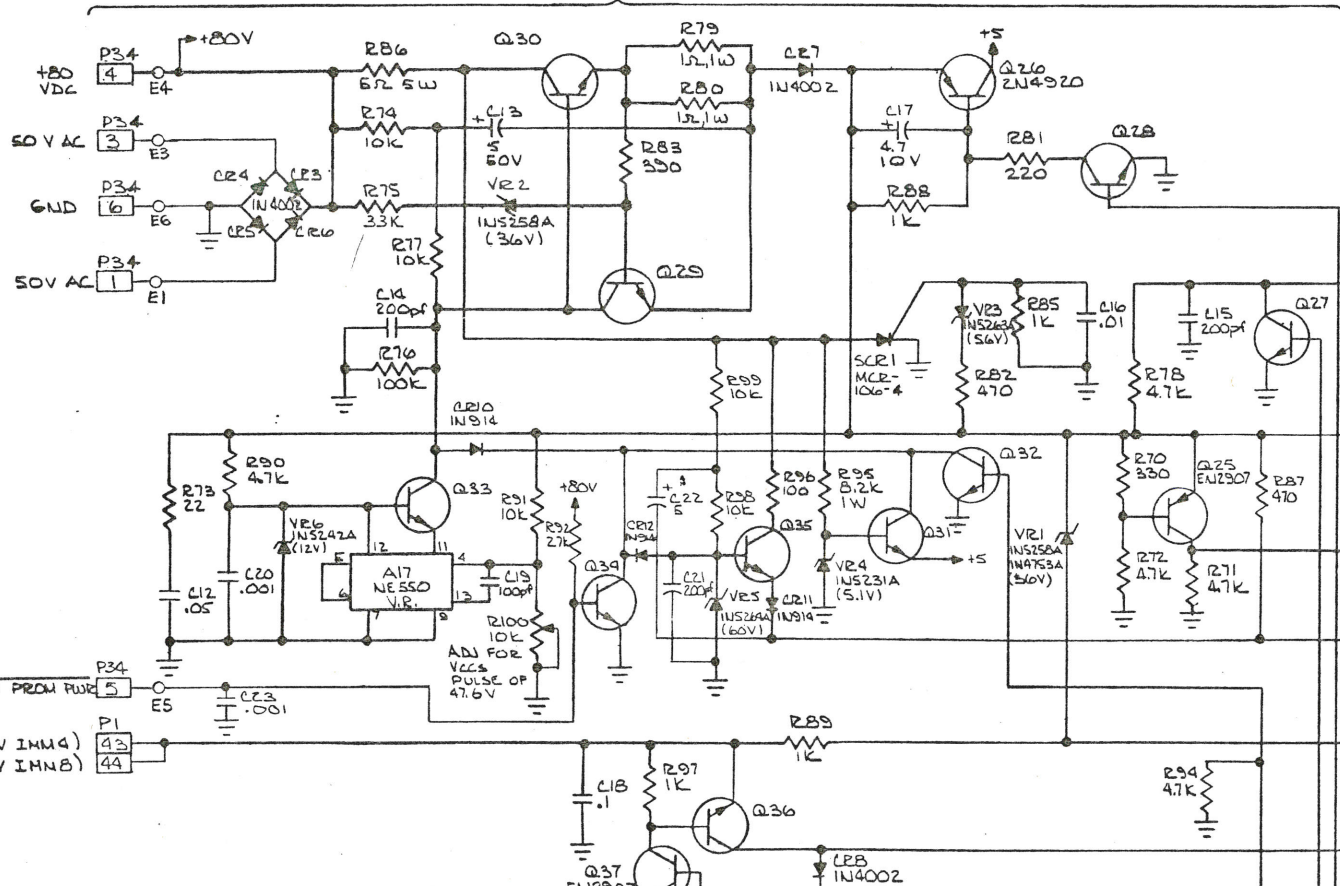 +80V
P34
+80
VDC
4
E4
R86
5Ω 5W
Q30
R79
1Ω,1W
R80
1Ω,1W
CR7
1N4002
+5
Q26
2N4920
P34
50 V AC
3
E3
R74
10K
+
C13
5
50V
R83
390
+
C17
4.7
10V
R81
220
Q28
P34
GND
6
E6
CR4
CR3
1N4002
CR5
CR6
R75
33K
VR2
1N5258A
(36V)
R88
1K
P34
50V AC
1
E1
R77
10K
Q29
C14
200pf
R76
100K
SCR1
MCR-
106-4
VR3
1N5263A
(56V)
R85
1K
C16
.01
R82
470
C15
200pf
Q27
R78
4.7K
R99
10K
CR10
1N914
R90
4.7K
R73
22
Q33
R91
10K
+80V
R92
27K
+
C22
5
R98
10K
R96
100
R95
8.2K
1W
Q32
R70
330
Q25
EN2907
R87
470
VR6
1N5242A
(12V)
CR12
1N914
Q35
Q31
+5
VR1
1N5258A
1N4753A
(36V)
12
11
5
4
A17
NE550
V.R.
6
13
7
9
C12
.05
C20
.001
C19
100pf
Q34
C21
200pf
VR5
1N5264A
(60V)
CR11
1N914
VR4
1N5231A
(5.1V)
R72
4.7K
R71
4.7K
R100
10K
ADJ FOR
VCCS
PULSE OF
47.6V
P34
PROM PWR
5
E5
C23
.001
P1
V IMM4)
43
V IMM8)
44
R89
1K
C18
.1
R97
1K
Q36
R94
4.7K
Q37
EN2907
CR8
1N4002